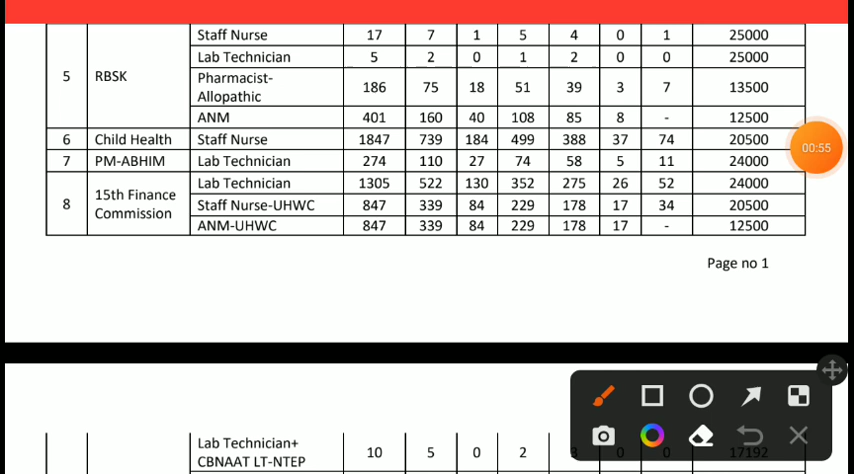 Staff Nurse 17 7 1 5 4 0 1 25000
Lab Technician 5 2 0 1 2 0 0 25000
5 RBSK
Pharmacist-
Allopathic 186 75 18 51 39 3 7 13500
ANM 401 160 40 108 85 8 - 12500
6 Child Health Staff Nurse 1847 739 184 499 388 37 74 20500
00:55
7 PM-ABHIM Lab Technician 274 110 27 74 58 5 11 24000
8 15th Finance
Commission
Lab Technician 1305 522 130 352 275 26 52 24000
Staff Nurse-UHWC 847 339 84 229 178 17 34 20500
ANM-UHWC 847 339 84 229 178 17 - 12500
Page no 1
Lab Technician+
CBNAAT LT-NTEP 10 5 0 2 3 0 0 17192